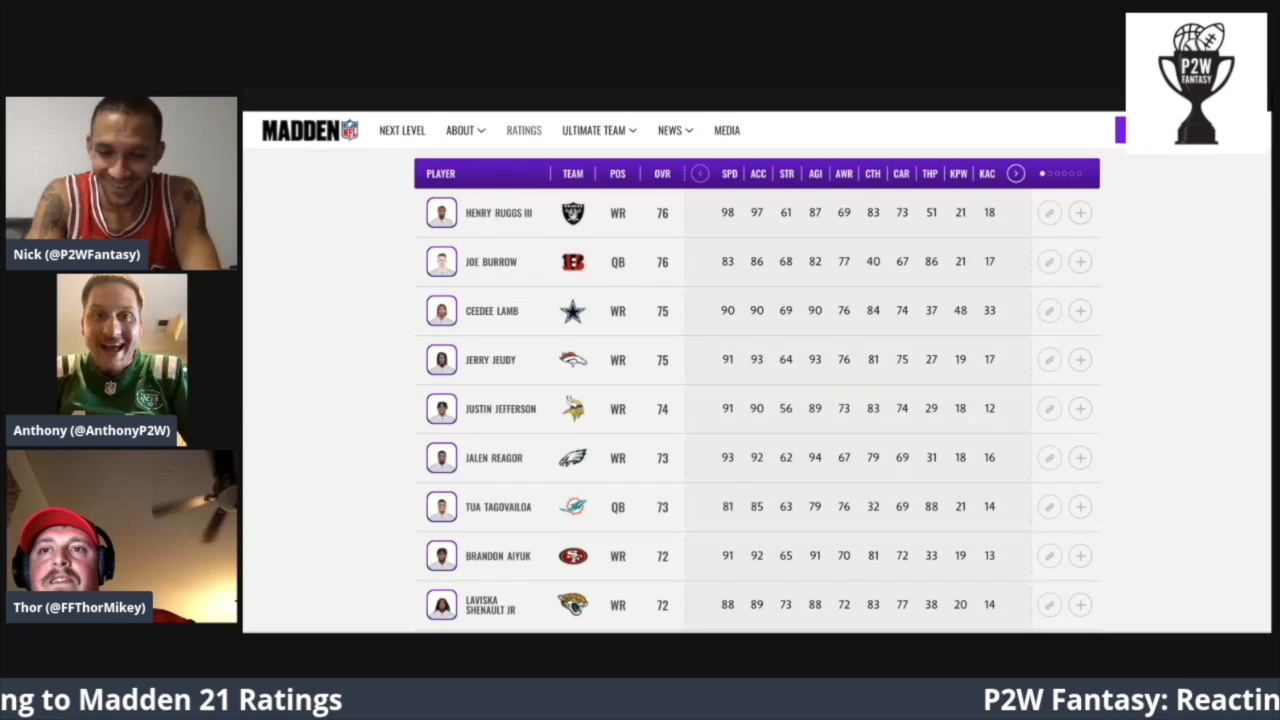 P2W
FANTASY
MADDEN NFL NEXT LEVEL ABOUT RATINGS ULTIMATE TEAM NEWS MEDIA
PLAYER TEAM POS OVR SPD ACC STR AGI AWR CTH CAR THP KPW KAC
HENRY RUGGS III WR 76 98 97 61 87 69 83 73 51 21 18
JOE BURROW QB 76 83 86 68 82 77 40 67 86 21 17
CEEDEE LAMB WR 75 90 90 69 90 76 84 74 37 48 33
JERRY JEUDY WR 75 91 93 64 93 76 81 75 27 19 17
JUSTIN JEFFERSON WR 74 91 90 56 89 73 83 74 29 18 12
JALEN REAGOR WR 73 93 92 62 94 67 79 69 31 18 16
TUA TAGOVAILOA QB 73 81 85 63 79 76 32 69 88 21 14
BRANDON AIYUK WR 72 91 92 65 91 70 81 72 33 19 13
LAVISKA
SHENAULT JR WR 72 88 89 73 88 72 83 77 38 20 14
Nick (@P2WFantasy)
Anthony (@AnthonyP2W)
Thor (@FFThorMikey)
ng to Madden 21 Ratings P2W Fantasy: Reactin